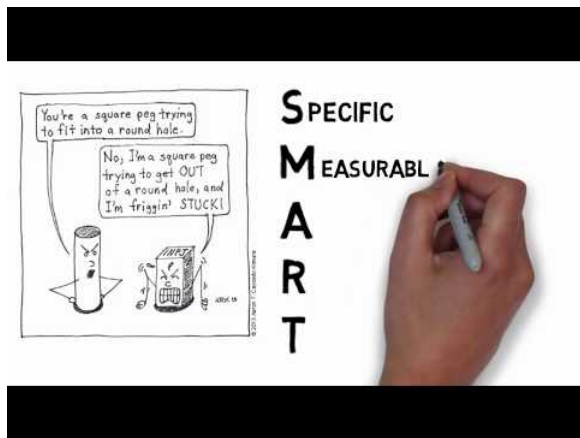 You're a square peg trying
to fit into a round hole.
No, I'm a square peg
trying to get OUT
of a round hole, and
I'm friggin' STUCK!
INFJ
SPECIFIC
MEASURABL
A
R
T